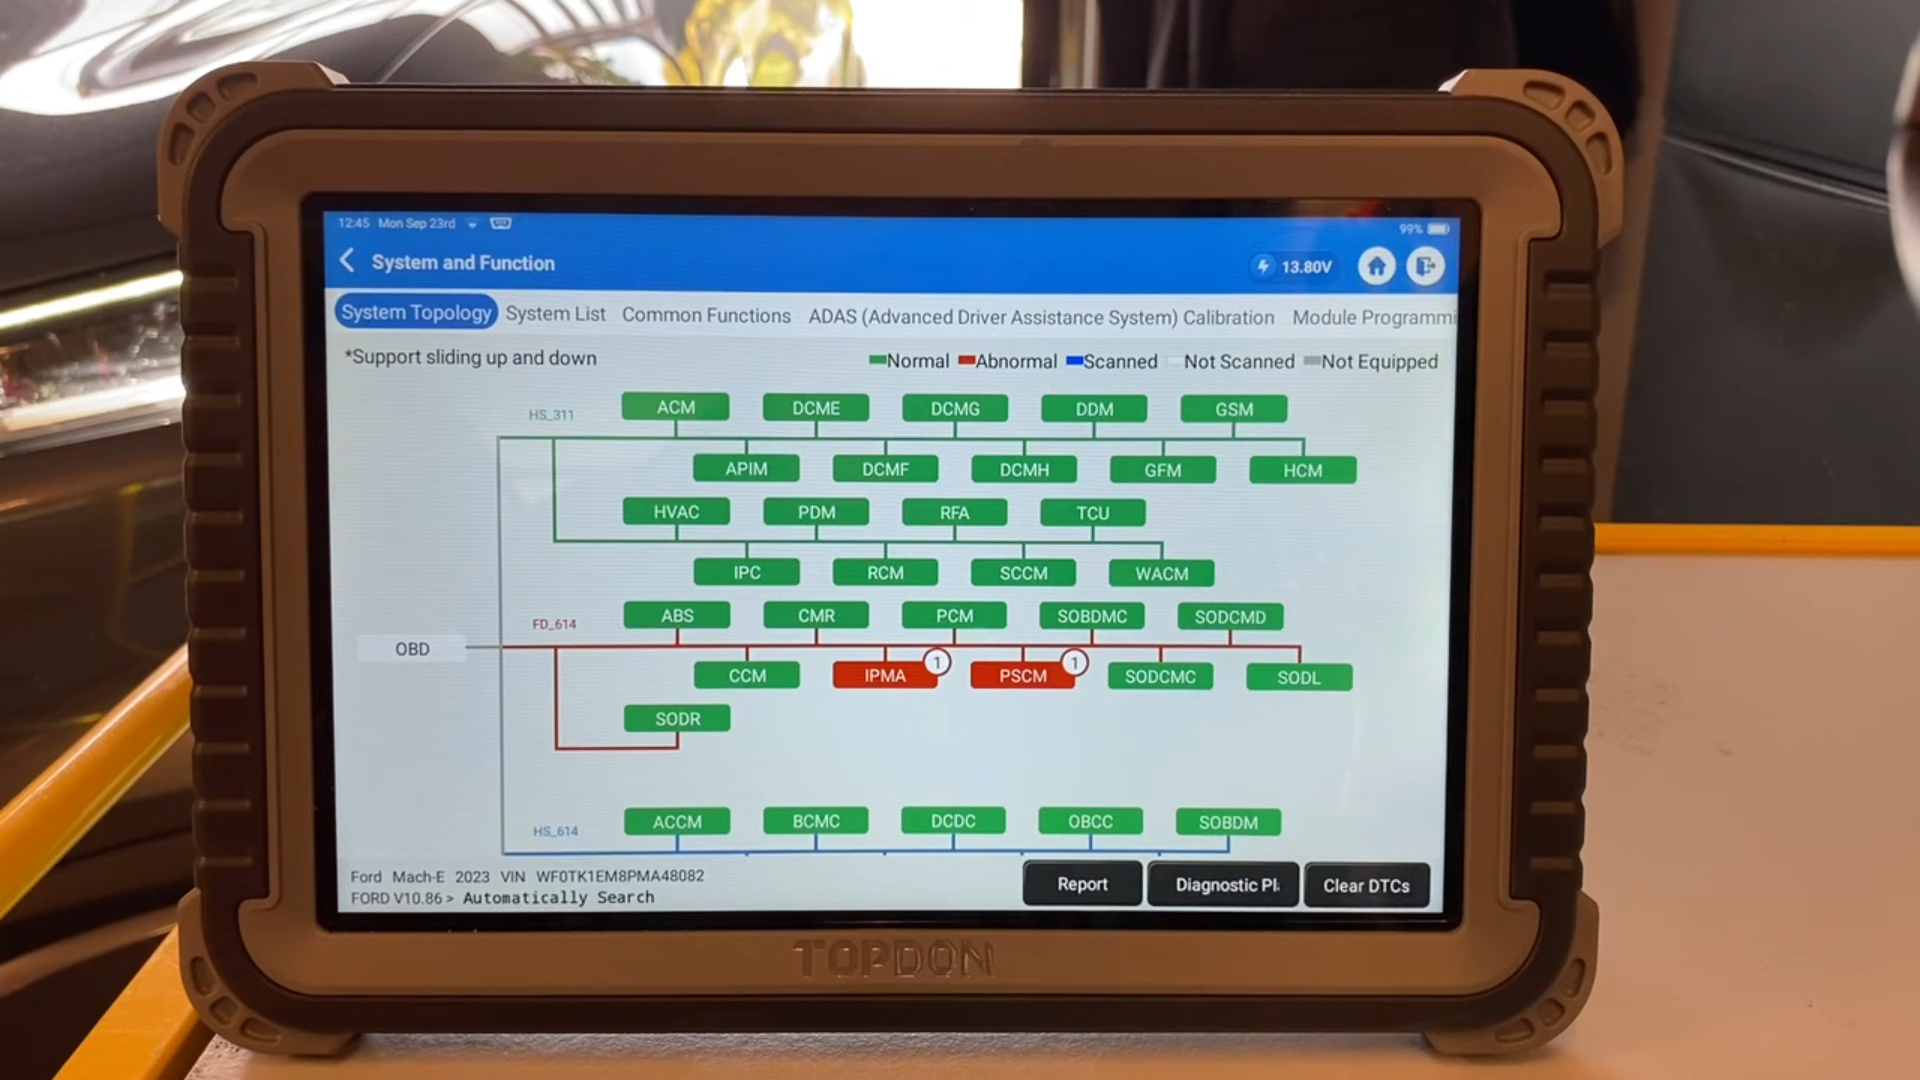 12:45 Mon Sep 23rd
99%
System and Function
13.80V
System Topology System List Common Functions ADAS (Advanced Driver Assistance System) Calibration Module Programmi
*Support sliding up and down
Normal Abnormal Scanned Not Scanned Not Equipped
HS_311
ACM DCME DCMG DDM GSM
APIM DCMF DCMH GFM HCM
HVAC PDM RFA TCU
IPC RCM SCCM WACM
FD_614
ABS CMR PCM SOBDMC SODCMD
OBD
1 1
CCM IPMA PSCM SODCMC SODL
SODR
HS_614
ACCM BCMC DCDC OBCC SOBDM
Ford Mach-E 2023 VIN WF0TK1EM8PMA48082
FORD V10.86 > Automatically Search
Report Diagnostic Pl Clear DTCs
TOPDON